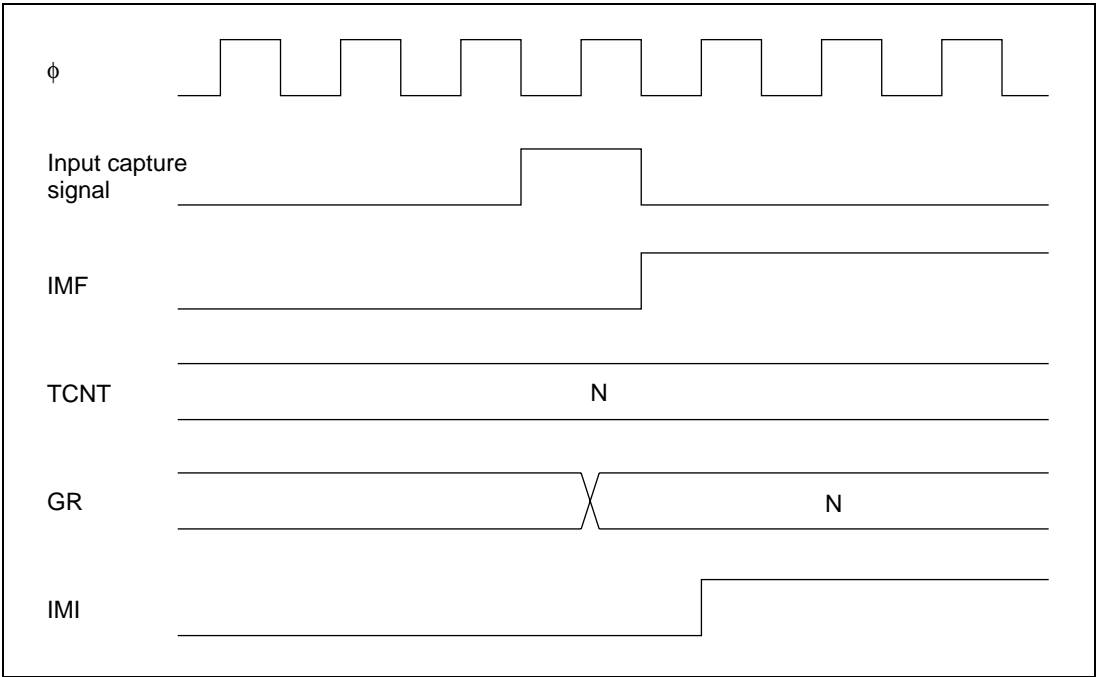 ϕ
Input capture
signal
IMF
TCNT
N
GR
N
IMI